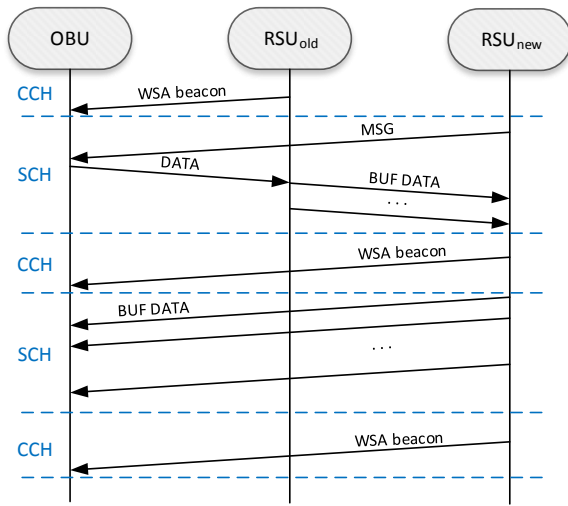 OBU
RSUold
RSUnew
CCH
WSA beacon
MSG
SCH
DATA
BUF DATA
. . .
CCH
WSA beacon
BUF DATA
SCH
. . .
CCH
WSA beacon